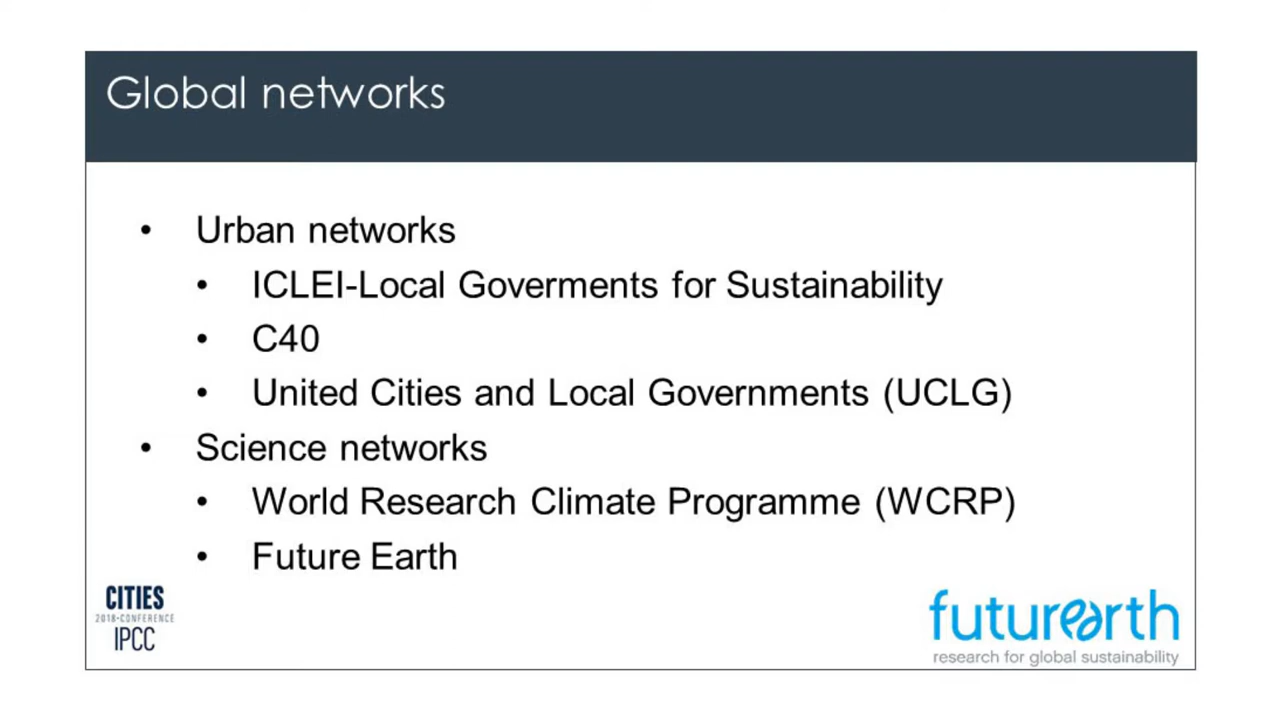 Global networks
• Urban networks
• ICLEI-Local Goverments for Sustainability
• C40
• United Cities and Local Governments (UCLG)
• Science networks
• World Research Climate Programme (WCRP)
• Future Earth
CITIES
2018·CONFERENCE
IPCC
futurearth
research for global sustainability